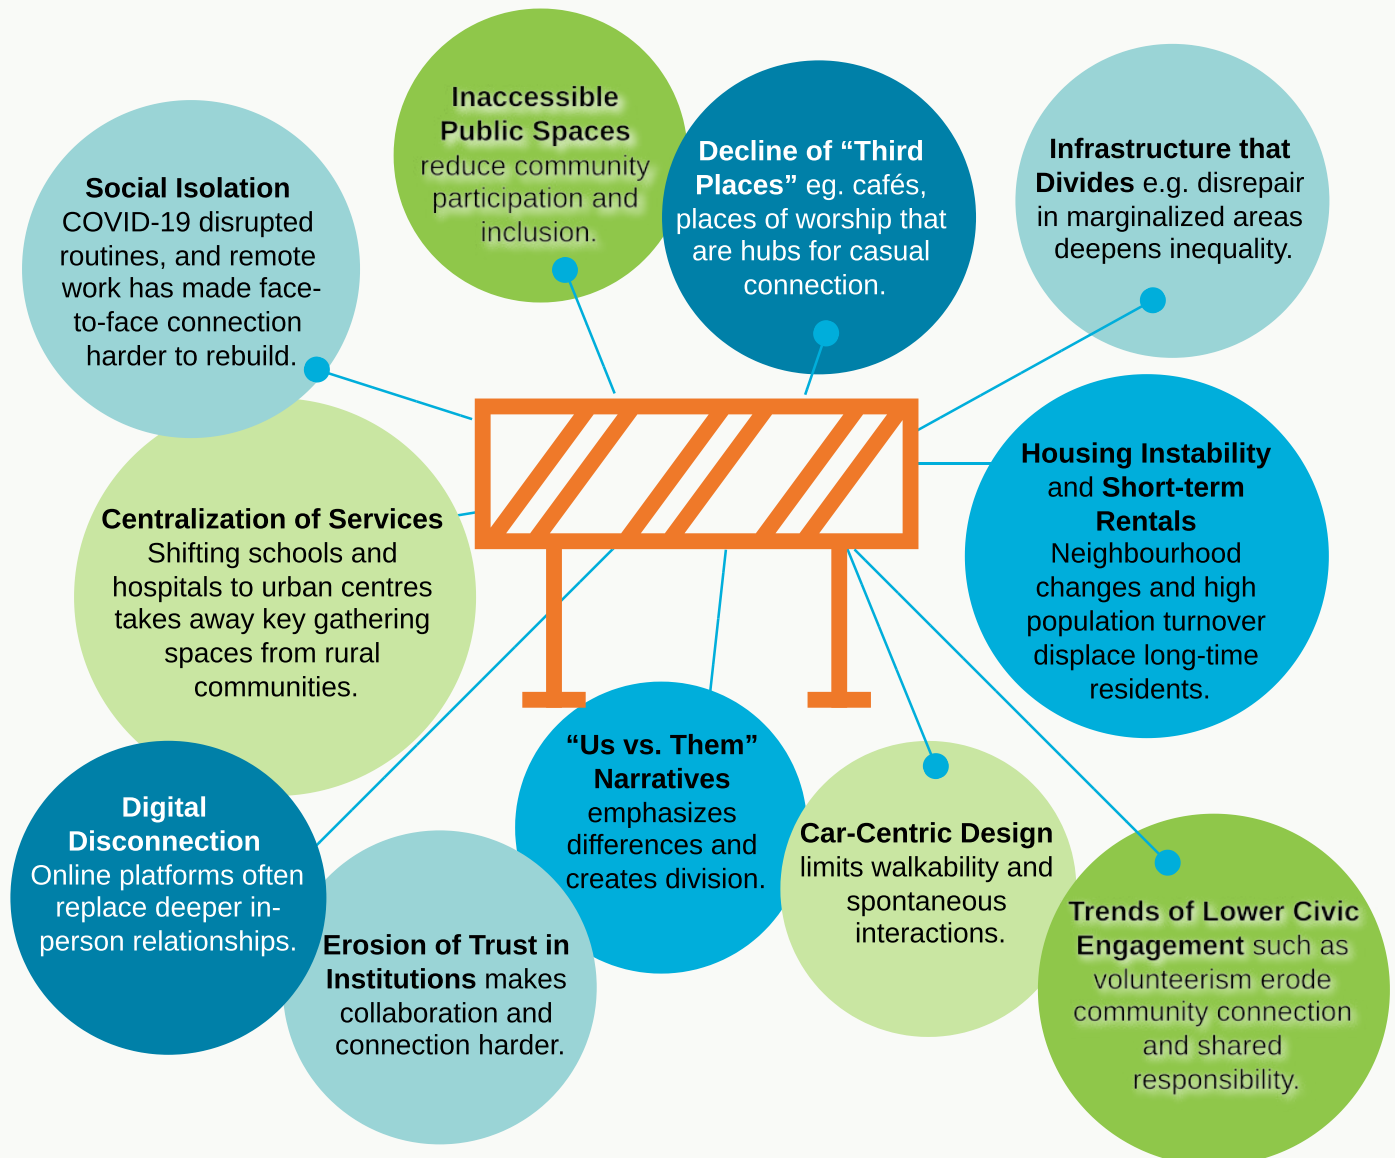 Inaccessible
Public Spaces
reduce community
participation and
inclusion.
Decline of “Third
Places” eg. cafés,
places of worship that
are hubs for casual
connection.
Infrastructure that
Divides e.g. disrepair
in marginalized areas
deepens inequality.
Social Isolation
COVID-19 disrupted
routines, and remote
work has made face-
to-face connection
harder to rebuild.
Housing Instability
and Short-term
Rentals
Neighbourhood
changes and high
population turnover
displace long-time
residents.
Centralization of Services
Shifting schools and
hospitals to urban centres
takes away key gathering
spaces from rural
communities.
“Us vs. Them”
Narratives
emphasizes
differences and
creates division.
Car-Centric Design
limits walkability and
spontaneous
interactions.
Digital
Disconnection
Online platforms often
replace deeper in-
person relationships.
Erosion of Trust in
Institutions makes
collaboration and
connection harder.
Trends of Lower Civic
Engagement such as
volunteerism erode
community connection
and shared
responsibility.